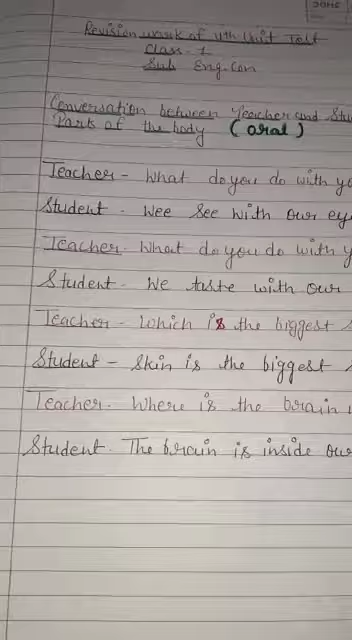 Revision work of 4th Unit Test
Class - 1
Sub Eng. Con
Conversation between Teacher and Stu
Parts of the body (oral)
Teacher - What do you do with yo
Student - Wee See with our ey
Teacher - What do you do with y
Student - We taste with our
Teacher - Which is the biggest s
Student - Skin is the biggest s
Teacher - Where is the brain
Student - The brain is inside our